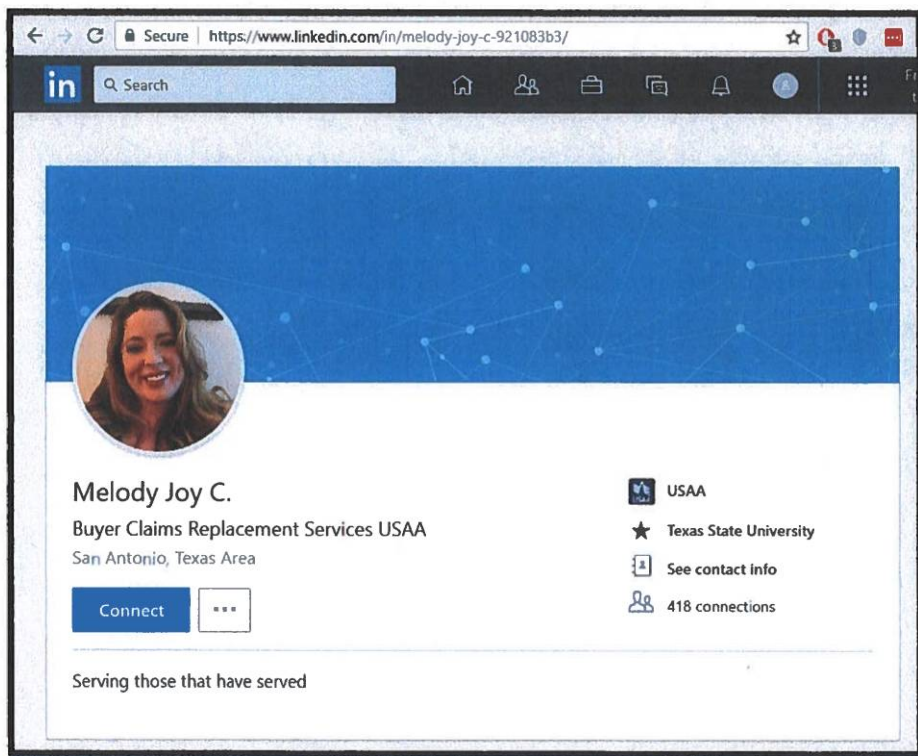 Secure https://www.linkedin.com/in/melody-joy-c-921083b3/
3
in Search
A
Melody Joy C.
Buyer Claims Replacement Services USAA
San Antonio, Texas Area
Connect
USAA
Texas State University
See contact info
418 connections
Serving those that have served